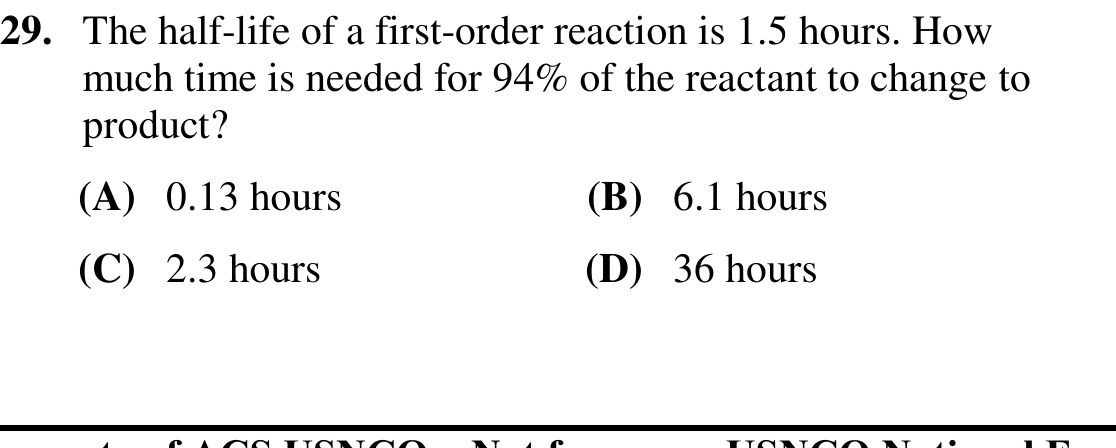 29. The half-life of a first-order reaction is 1.5 hours. How
much time is needed for 94% of the reactant to change to
product?
(A) 0.13 hours (B) 6.1 hours
(C) 2.3 hours (D) 36 hours